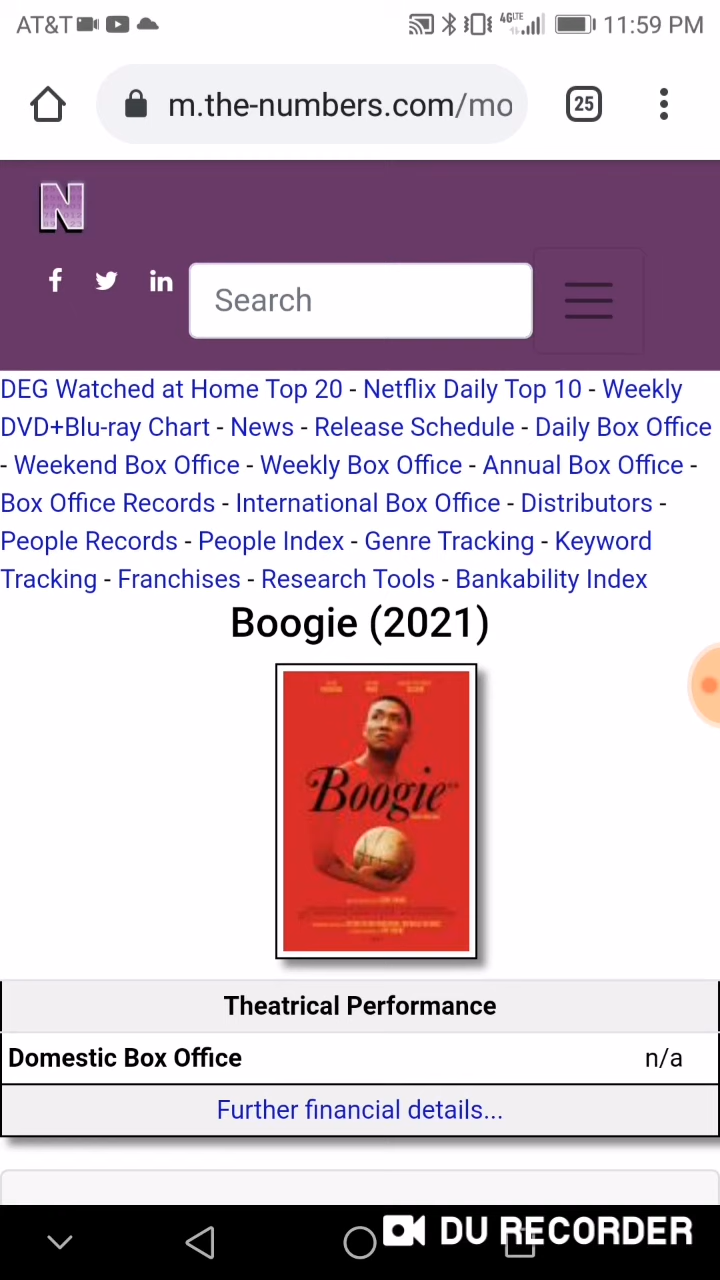 AT&T 4G LTE 11:59 PM
m.the-numbers.com/mo 25
N
f in Search
DEG Watched at Home Top 20 - Netflix Daily Top 10 - Weekly
DVD+Blu-ray Chart - News - Release Schedule - Daily Box Office
- Weekend Box Office - Weekly Box Office - Annual Box Office -
Box Office Records - International Box Office - Distributors -
People Records - People Index - Genre Tracking - Keyword
Tracking - Franchises - Research Tools - Bankability Index
Boogie (2021)
Boogie
Theatrical Performance
Domestic Box Office n/a
Further financial details...
DU RECORDER